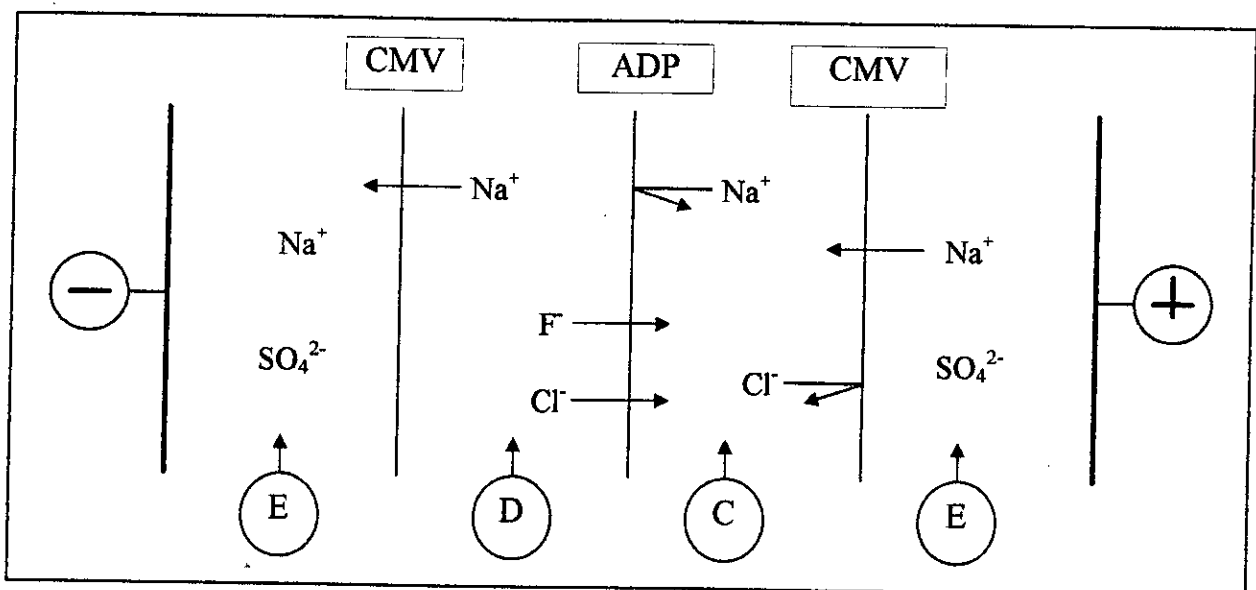 CMV ADP CMV
Na⁺ Na⁺
Na⁺ Na⁺
−
+
F⁻
SO₄²⁻ SO₄²⁻
Cl⁻ Cl⁻
E D C E